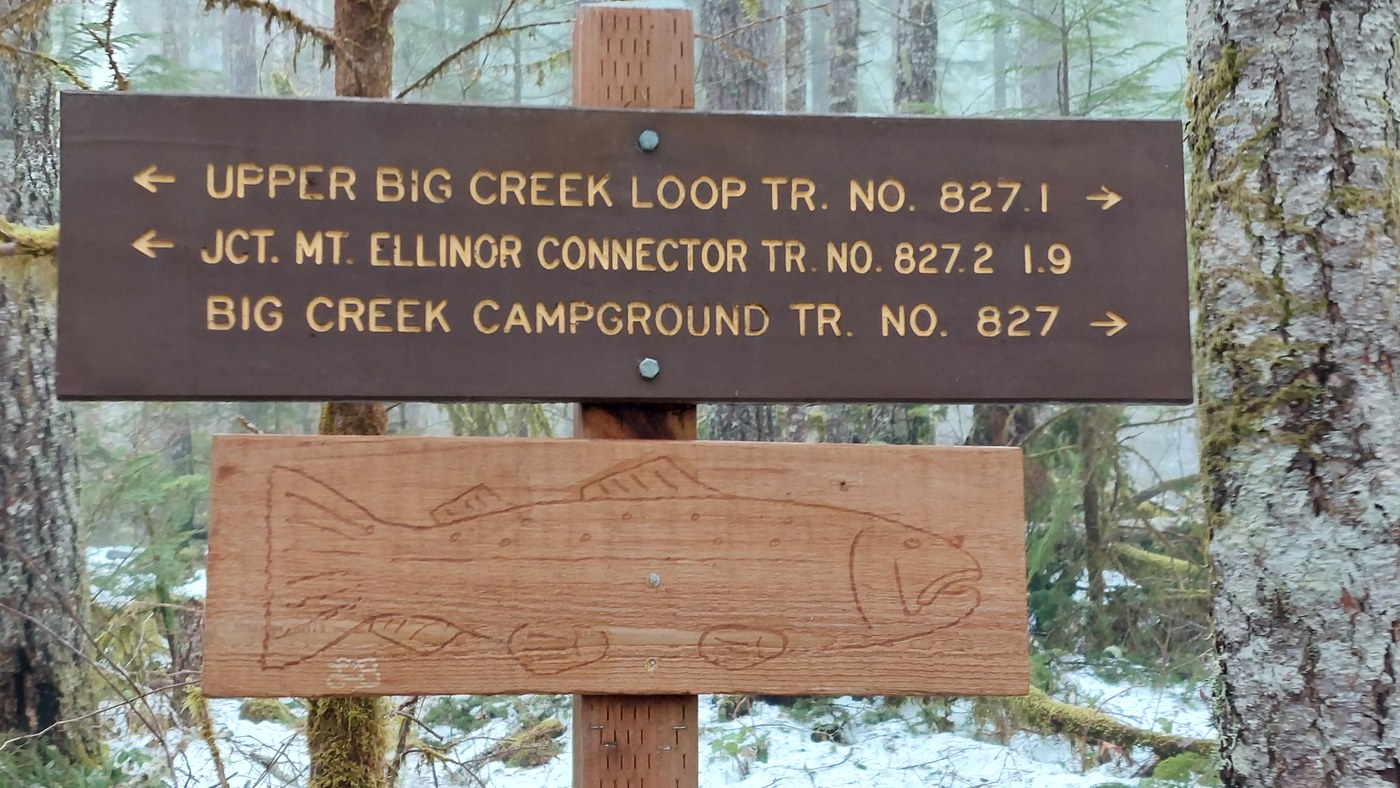 ← UPPER BIG CREEK LOOP TR. NO. 827.1 →
← JCT. MT. ELLINOR CONNECTOR TR. NO. 827.2 1.9
BIG CREEK CAMPGROUND TR. NO. 827 →